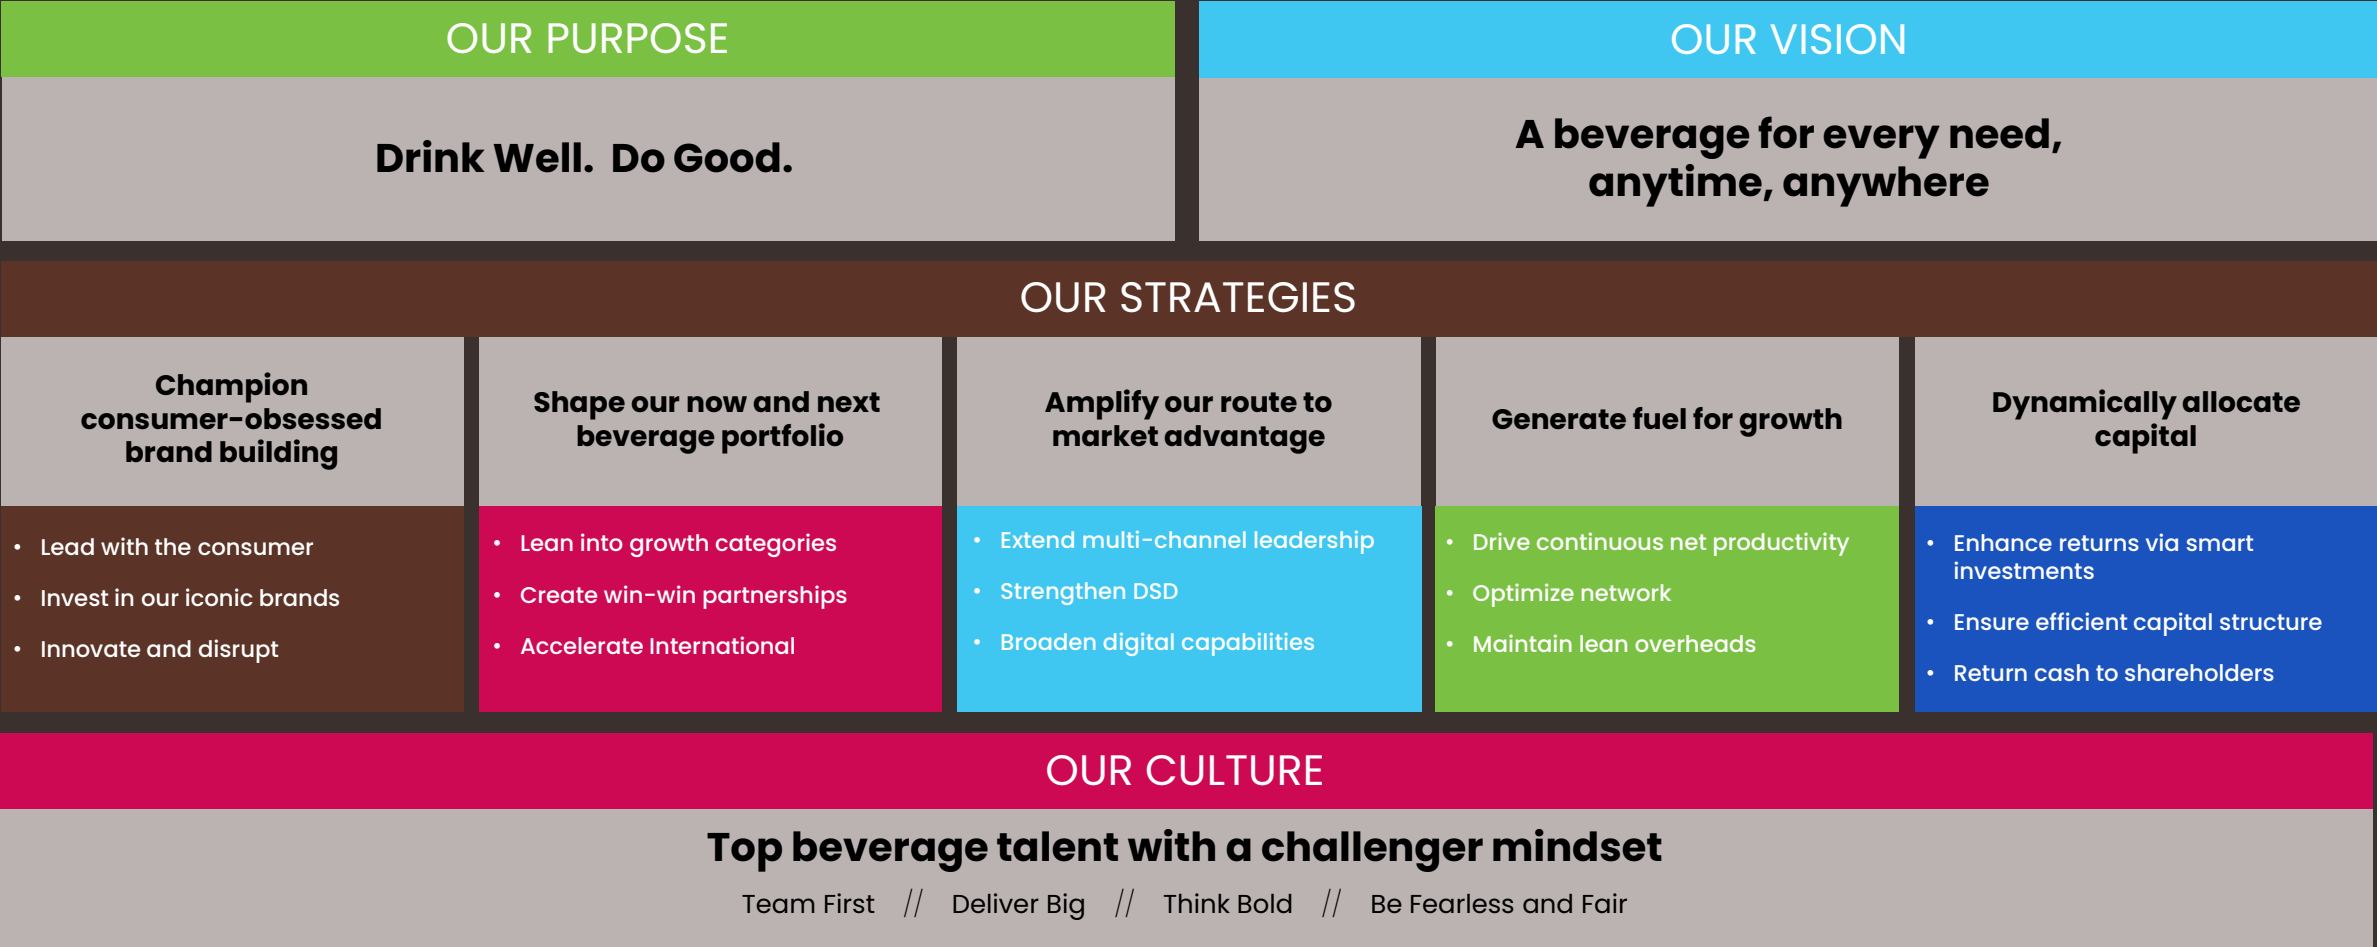 OUR PURPOSE
Drink Well. Do Good.
OUR VISION
A beverage for every need,
anytime, anywhere
OUR STRATEGIES
Champion
consumer-obsessed
brand building
• Lead with the consumer
• Invest in our iconic brands
• Innovate and disrupt
Shape our now and next
beverage portfolio
• Lean into growth categories
• Create win-win partnerships
• Accelerate International
Amplify our route to
market advantage
• Extend multi-channel leadership
• Strengthen DSD
• Broaden digital capabilities
Generate fuel for growth
• Drive continuous net productivity
• Optimize network
• Maintain lean overheads
Dynamically allocate
capital
• Enhance returns via smart
investments
• Ensure efficient capital structure
• Return cash to shareholders
OUR CULTURE
Top beverage talent with a challenger mindset
Team First // Deliver Big // Think Bold // Be Fearless and Fair